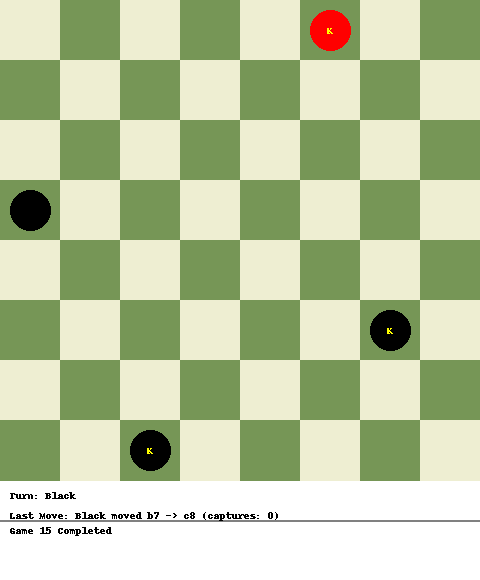 K
K
K
Turn: Black
Last Move: Black moved b7 -> c8 (captures: 0)
Game 15 Completed